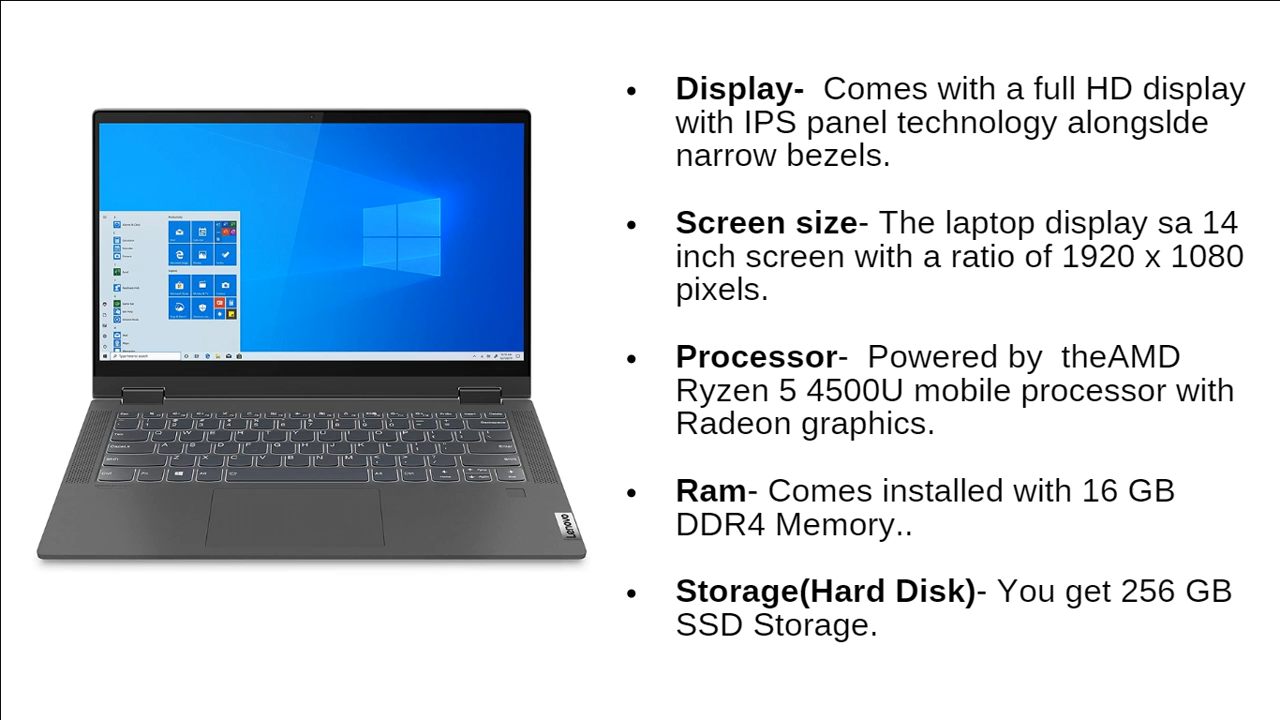 Display-  Comes with a full HD display
with IPS panel technology alongslde
narrow bezels.
Screen size- The laptop display sa 14
inch screen with a ratio of 1920 x 1080
pixels.
Processor-  Powered by  theAMD
Ryzen 5 4500U mobile processor with
Radeon graphics.
Ram- Comes installed with 16 GB
DDR4 Memory..
Storage(Hard Disk)- You get 256 GB
SSD Storage.
Lenovo